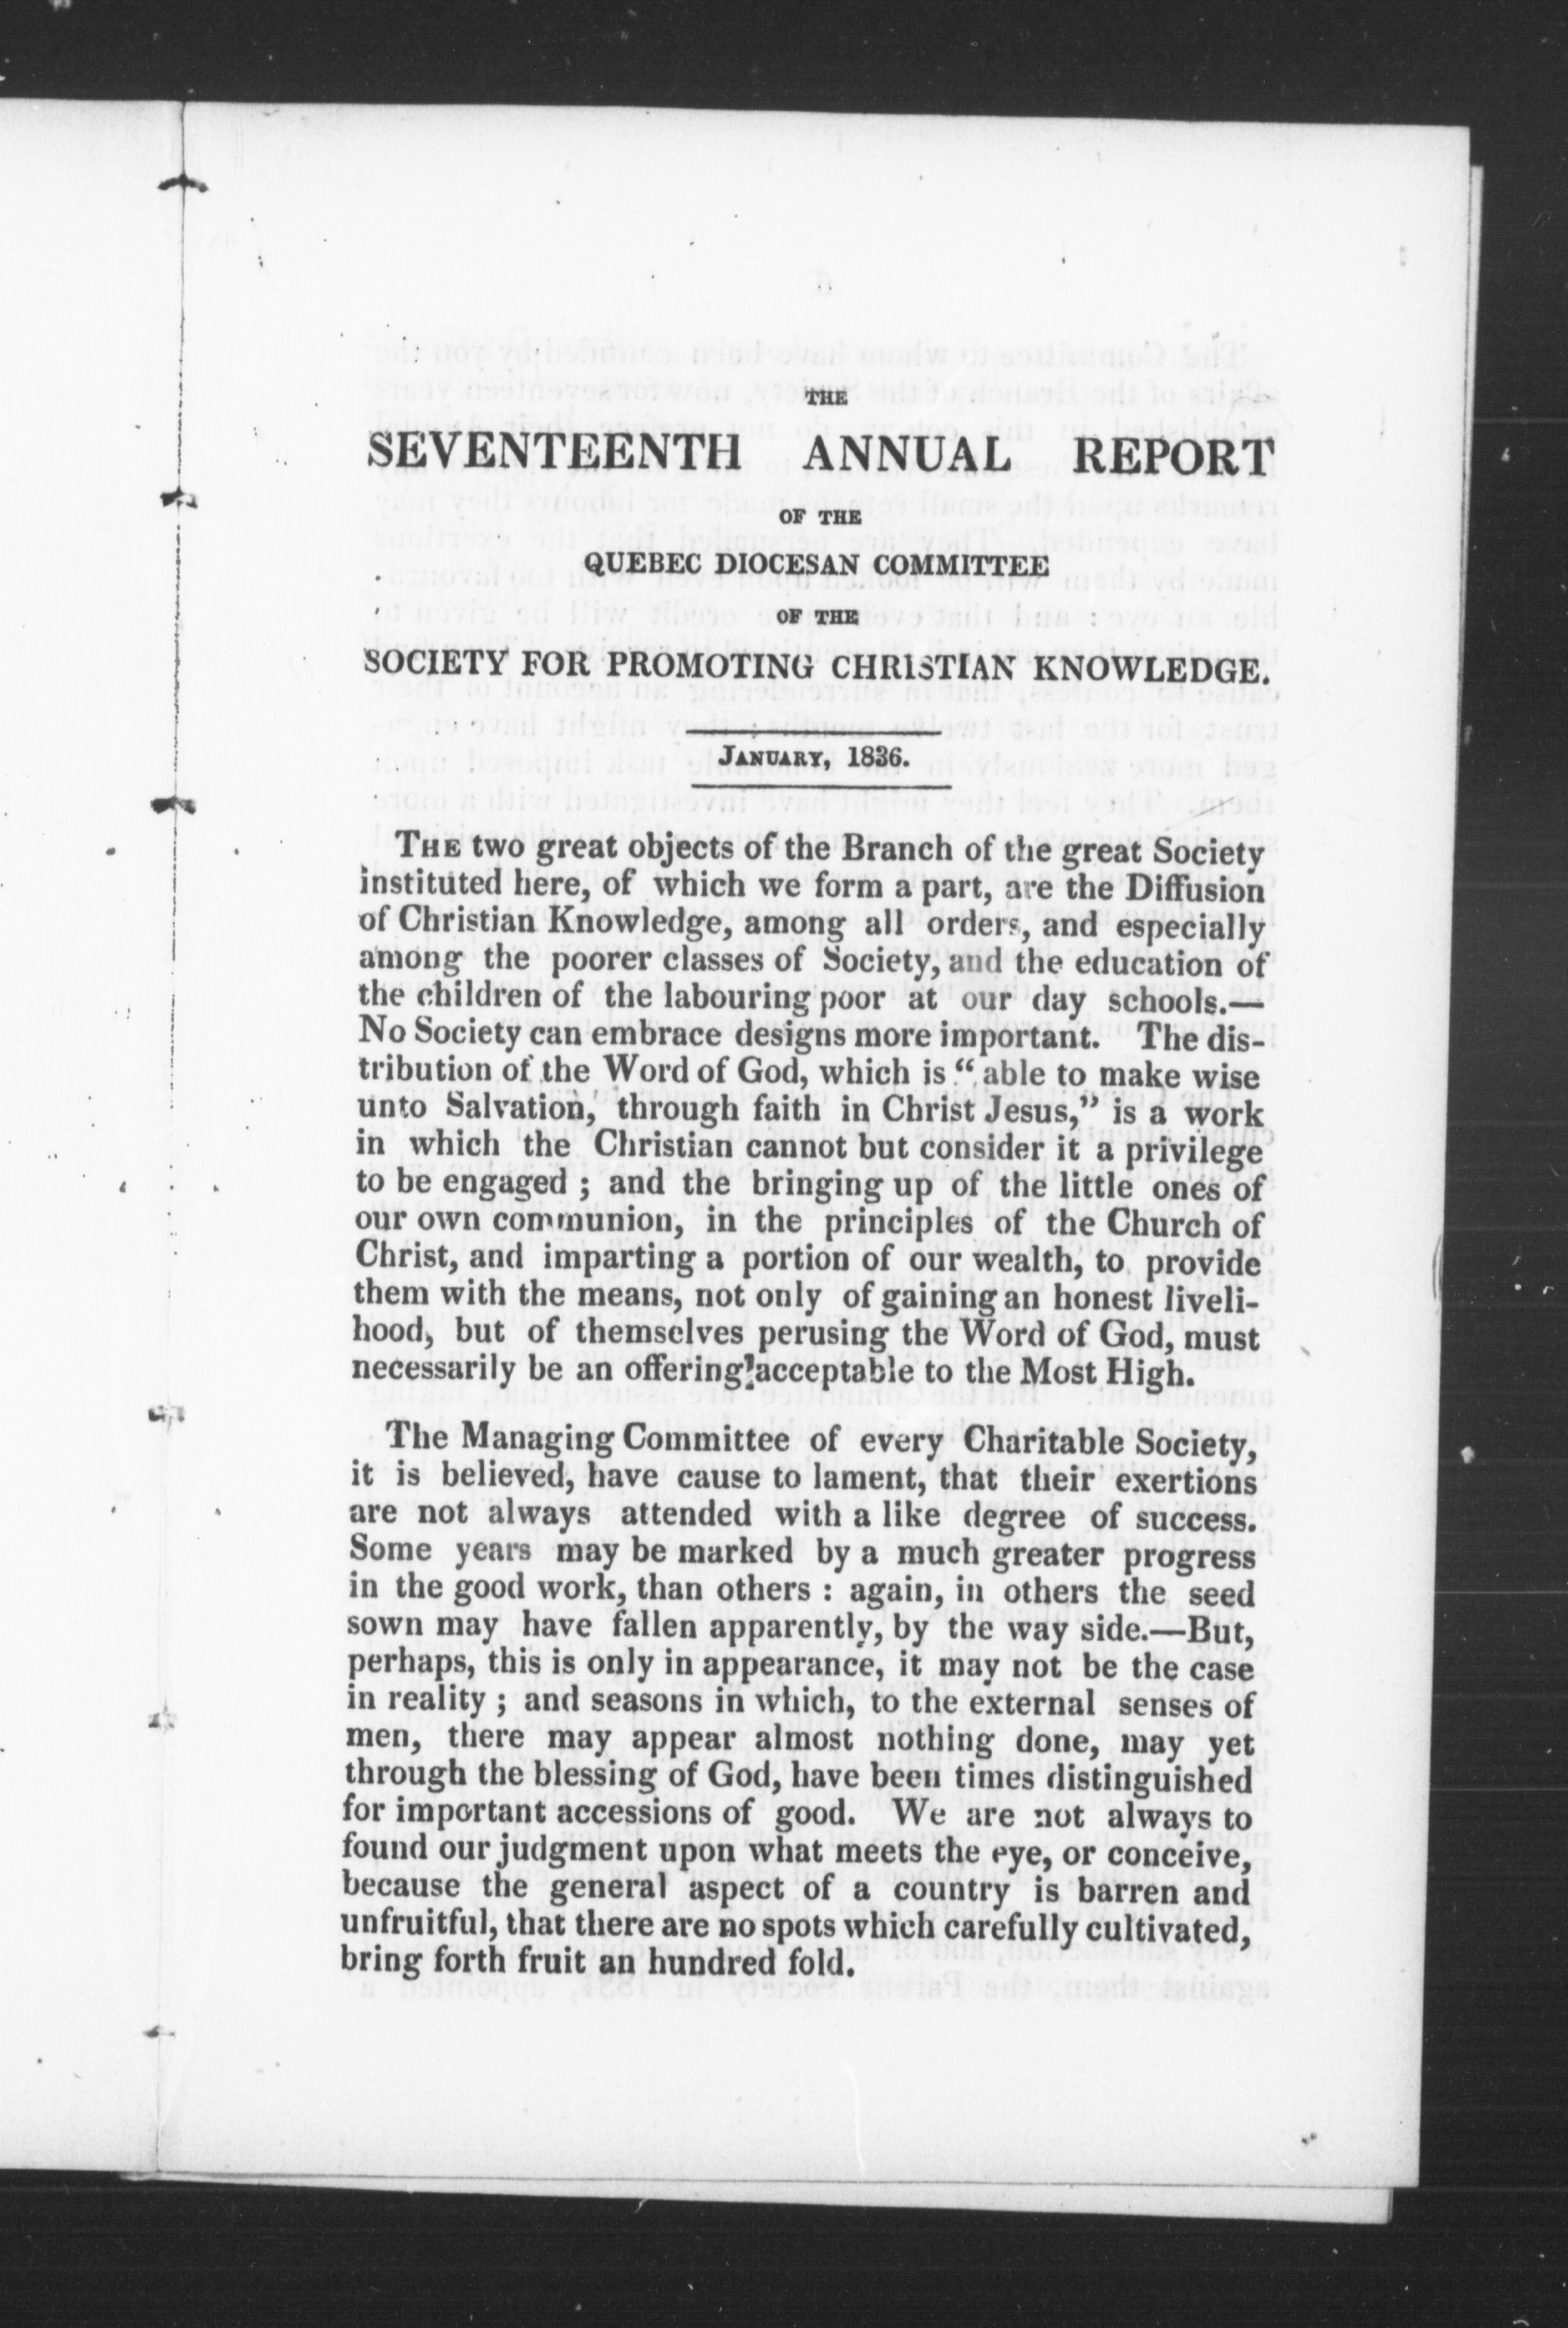 THE
SEVENTEENTH ANNUAL REPORT
OF THE
QUEBEC DIOCESAN COMMITTEE
OF THE
SOCIETY FOR PROMOTING CHRISTIAN KNOWLEDGE.
JANUARY, 1836.
THE two great objects of the Branch of the great Society
instituted here, of which we form a part, are the Diffusion
of Christian Knowledge, among all orders, and especially
among the poorer classes of Society, and the education of
the children of the labouring poor at our day schools.—
No Society can embrace designs more important. The dis-
tribution of the Word of God, which is "able to make wise
unto Salvation, through faith in Christ Jesus," is a work
in which the Christian cannot but consider it a privilege
to be engaged ; and the bringing up of the little ones of
our own communion, in the principles of the Church of
Christ, and imparting a portion of our wealth, to provide
them with the means, not only of gaining an honest liveli-
hood, but of themselves perusing the Word of God, must
necessarily be an offering acceptable to the Most High.
The Managing Committee of every Charitable Society,
it is believed, have cause to lament, that their exertions
are not always attended with a like degree of success.
Some years may be marked by a much greater progress
in the good work, than others : again, in others the seed
sown may have fallen apparently, by the way side.—But,
perhaps, this is only in appearance, it may not be the case
in reality ; and seasons in which, to the external senses of
men, there may appear almost nothing done, may yet
through the blessing of God, have been times distinguished
for important accessions of good. We are not always to
found our judgment upon what meets the eye, or conceive,
because the general aspect of a country is barren and
unfruitful, that there are no spots which carefully cultivated,
bring forth fruit an hundred fold.